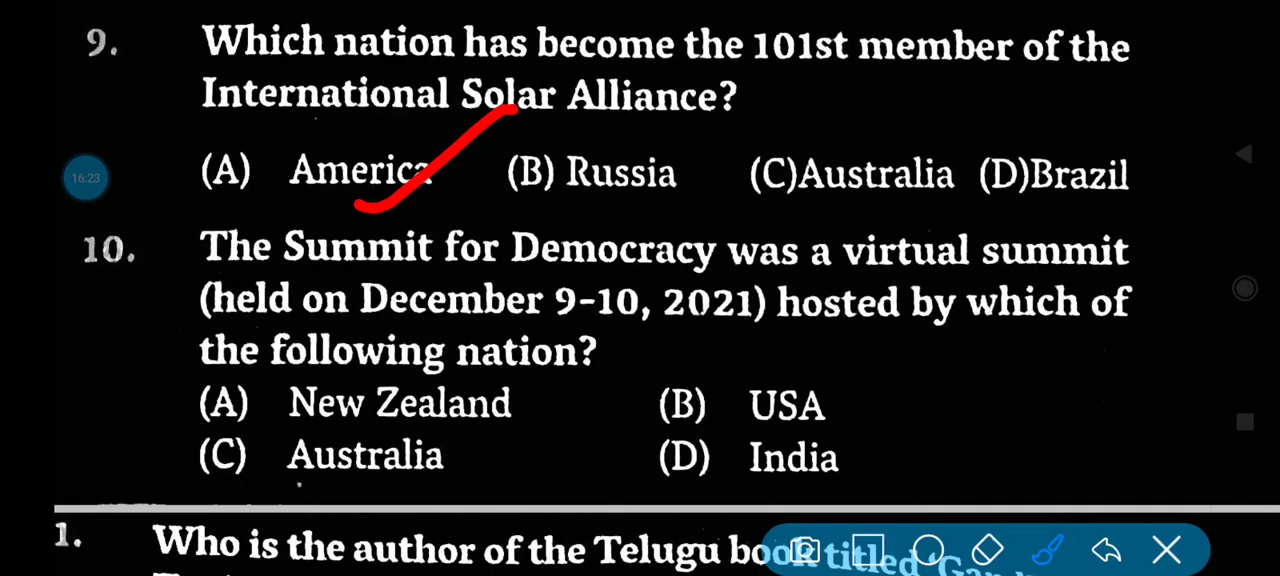 9. Which nation has become the 101st member of the
International Solar Alliance?
(A) America (B) Russia (C)Australia (D)Brazil
16:23
10. The Summit for Democracy was a virtual summit
(held on December 9-10, 2021) hosted by which of
the following nation?
(A) New Zealand (B) USA
(C) Australia (D) India
1. Who is the author of the Telugu book titled